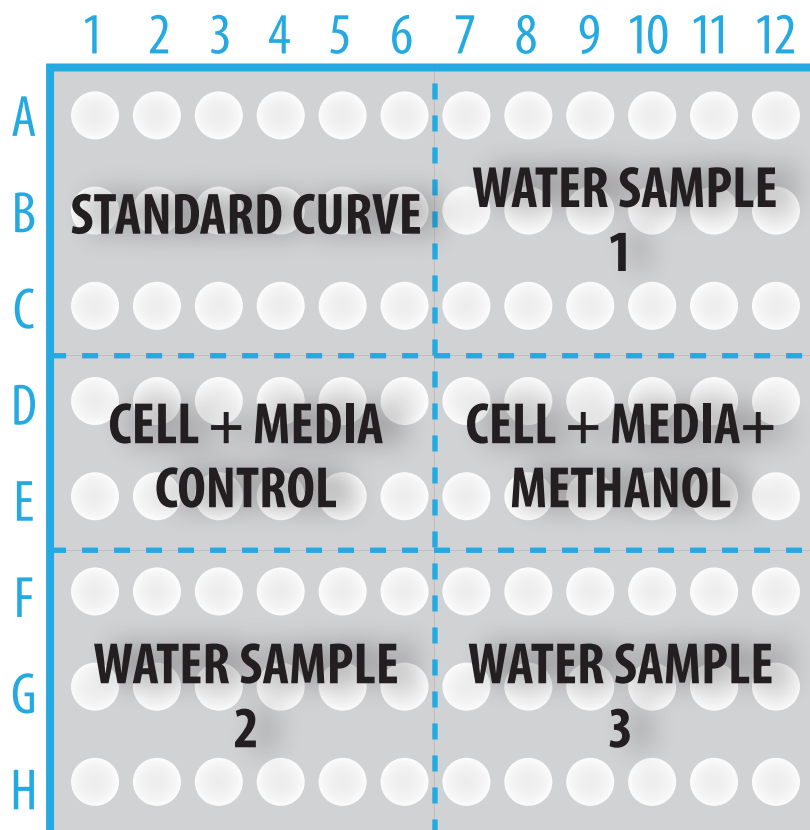 1 2 3 4 5 6 7 8 9 10 11 12
A
B
C
D
E
F
G
H
STANDARD CURVE
WATER SAMPLE
1
CELL + MEDIA
CONTROL
CELL + MEDIA+
METHANOL
WATER SAMPLE
2
WATER SAMPLE
3